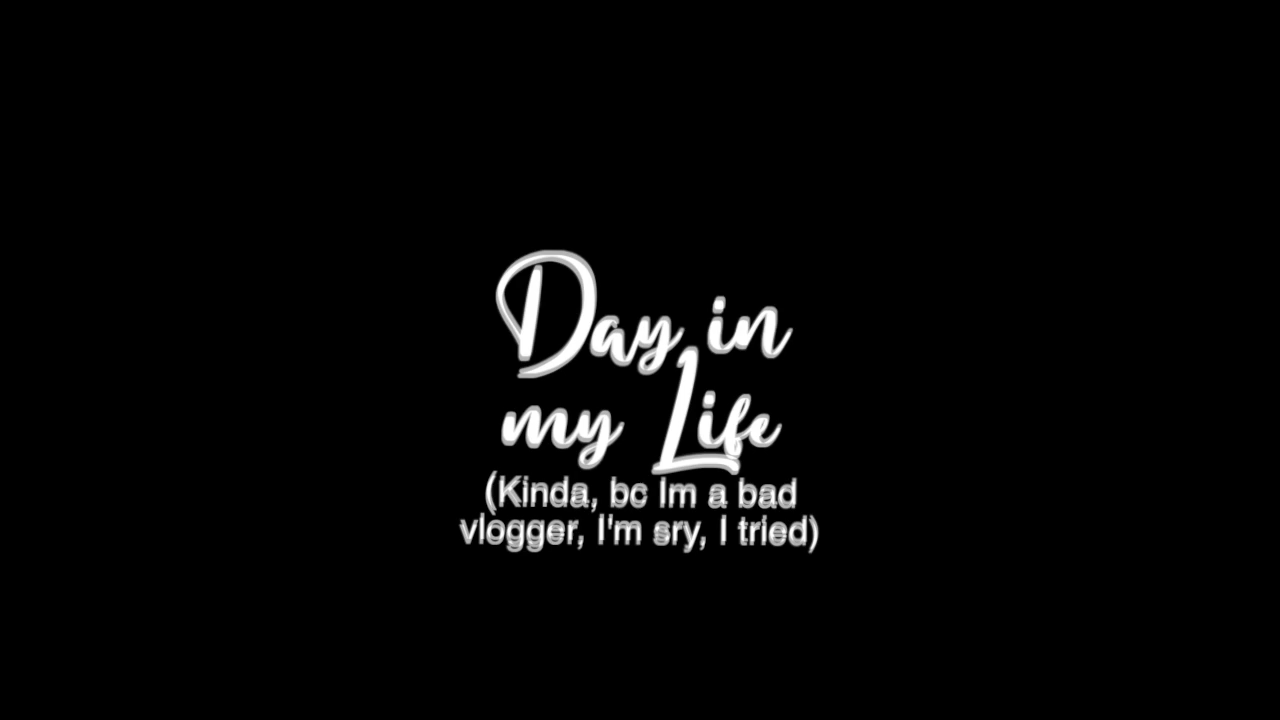 Day in
my Life
(Kinda, bc Im a bad
vlogger, I'm sry, I tried)